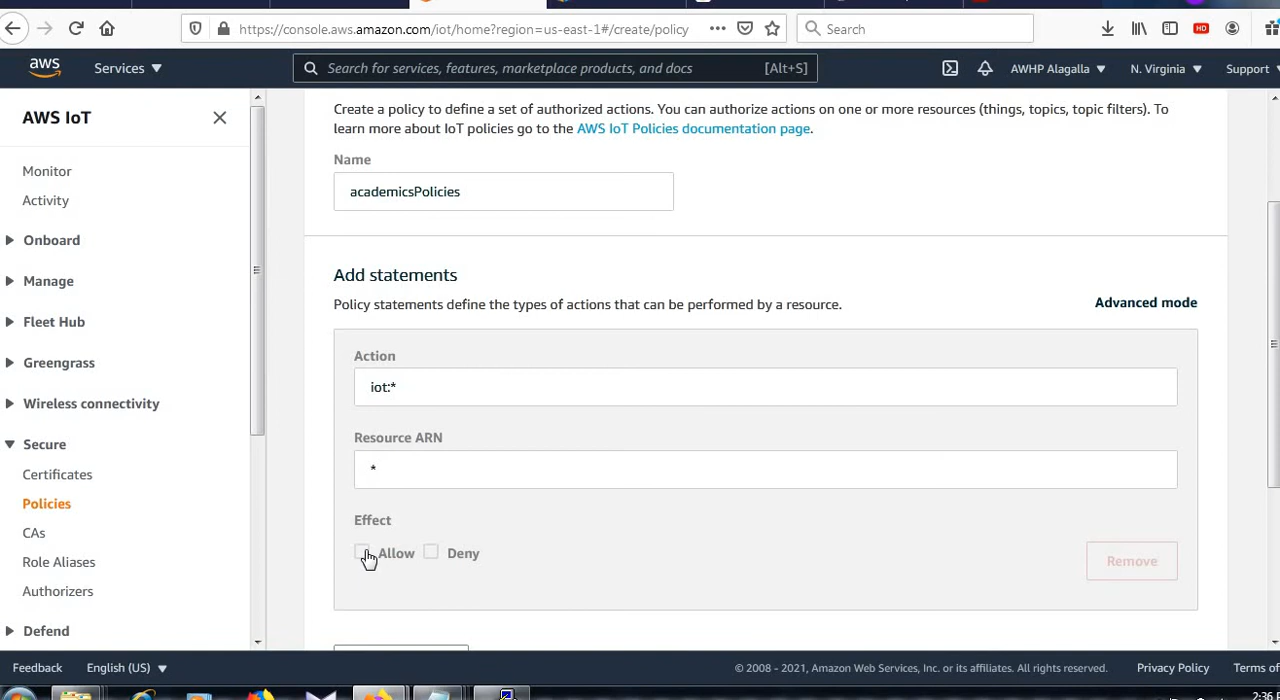 https://console.aws.amazon.com/iot/home?region=us-east-1#/create/policy
Search
HD
aws
Services
Search for services, features, marketplace products, and docs
[Alt+S]
AWHP Alagalla
N. Virginia
Support
AWS IoT
Monitor
Activity
Onboard
Manage
Fleet Hub
Greengrass
Wireless connectivity
Secure
Certificates
Policies
CAs
Role Aliases
Authorizers
Defend
Create a policy to define a set of authorized actions. You can authorize actions on one or more resources (things, topics, topic filters). To
learn more about IoT policies go to the AWS IoT Policies documentation page.
Name
academicsPolicies
Add statements
Policy statements define the types of actions that can be performed by a resource.
Advanced mode
Action
iot:*
Resource ARN
*
Effect
Allow
Deny
Remove
Feedback
English (US)
© 2008 - 2021, Amazon Web Services, Inc. or its affiliates. All rights reserved.
Privacy Policy
Terms of
2:36